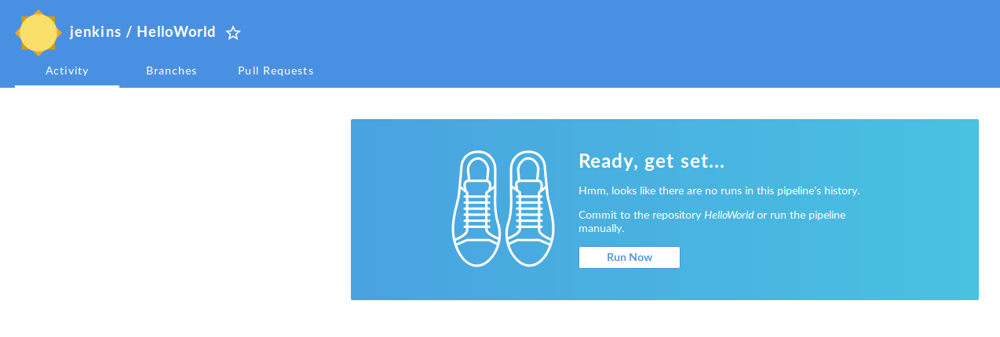 jenkins / HelloWorld
Activity
Branches
Pull Requests
Ready, get set...
Hmm, looks like there are no runs in this pipeline's history.
Commit to the repository HelloWorld or run the pipeline
manually.
Run Now